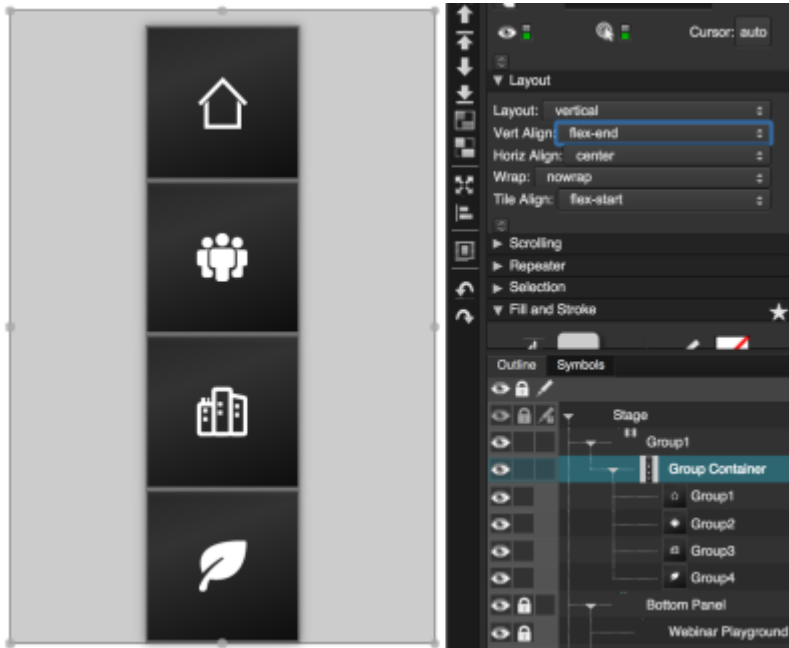 Cursor: auto
Layout
Layout: vertical
Vert Align: flex-end
Horiz Align: center
Wrap: nowrap
Tile Align: flex-start
Scrolling
Repeater
Selection
Fill and Stroke
Outline Symbols
Stage
Group1
Group Container
Group1
Group2
Group3
Group4
Bottom Panel
Webinar Playground